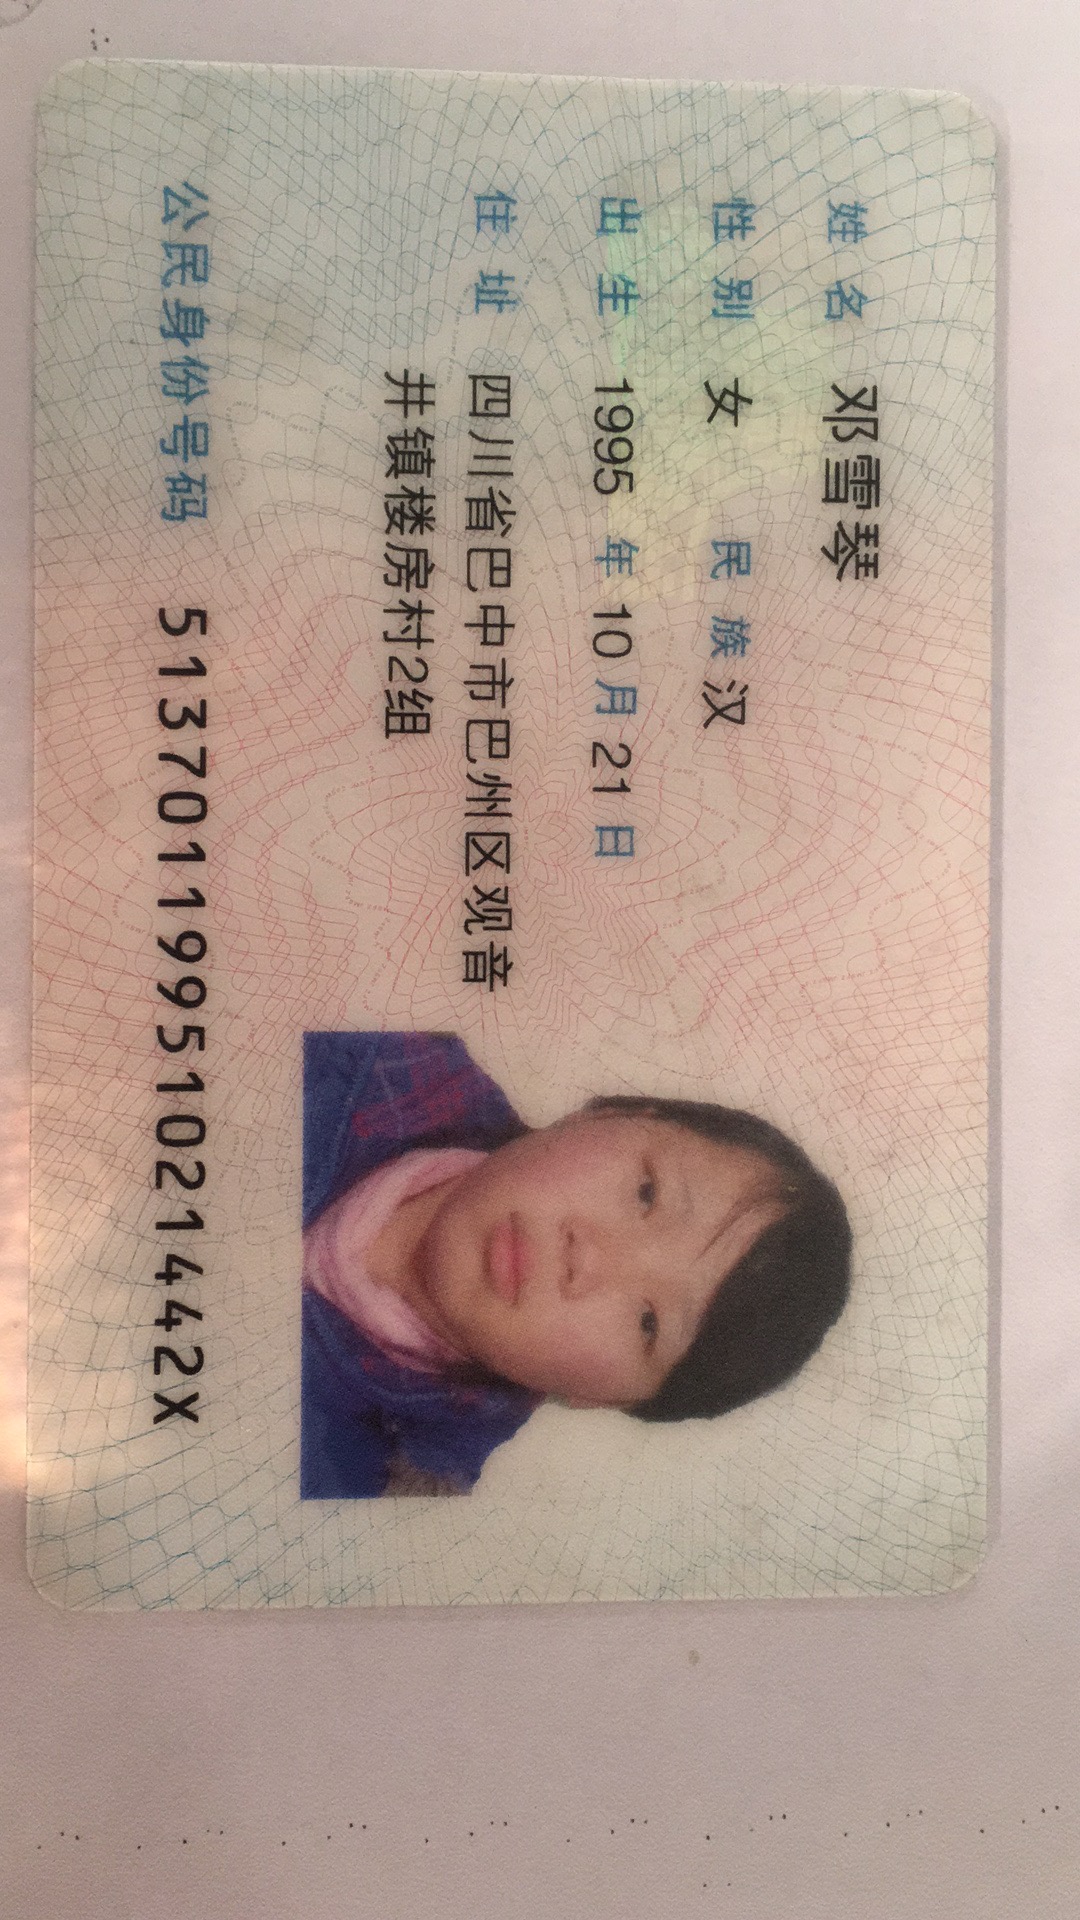 姓名 邓雪琴
性别 女 民族 汉
出生 1995 年 10 月 21 日
住址 四川省巴中市巴州区观音
井镇楼房村2组
公民身份号码 51370119951021442X